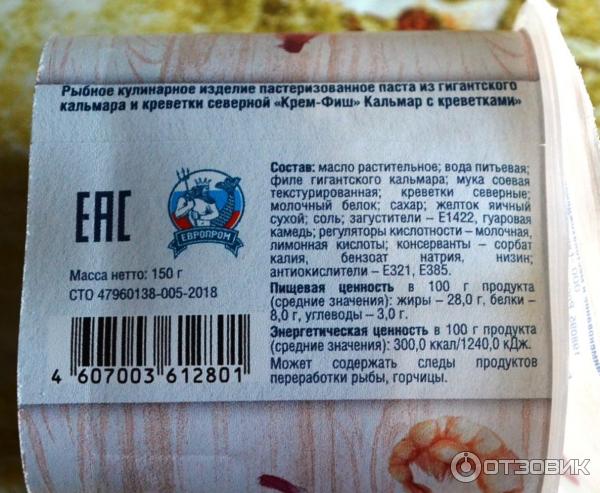 Рыбное кулинарное изделие пастеризованное паста из гигантского
кальмара и креветки северной «Крем-Фиш» Кальмар с креветками»
Состав: масло растительное; вода питьевая;
филе гигантского кальмара; мука соевая
текстурированная; креветки северные;
молочный белок; сахар; желток яичный
сухой; соль; загустители – Е1422, гуаровая
камедь; регуляторы кислотности – молочная,
лимонная кислоты; консерванты – сорбат
калия, бензоат натрия, низин;
антиокислители – Е321, Е385.
Пищевая ценность в 100 г продукта
(средние значения): жиры – 28,0 г, белки –
8,0 г, углеводы – 3,0 г.
Энергетическая ценность в 100 г продукта
(средние значения): 300,0 ккал/1240,0 кДж.
Может содержать следы продуктов
переработки рыбы, горчицы.
ЕАС
ЕВРОПРОМ
Масса нетто: 150 г
СТО 47960138-005-2018
4 607003 612801
ОТЗОВИК